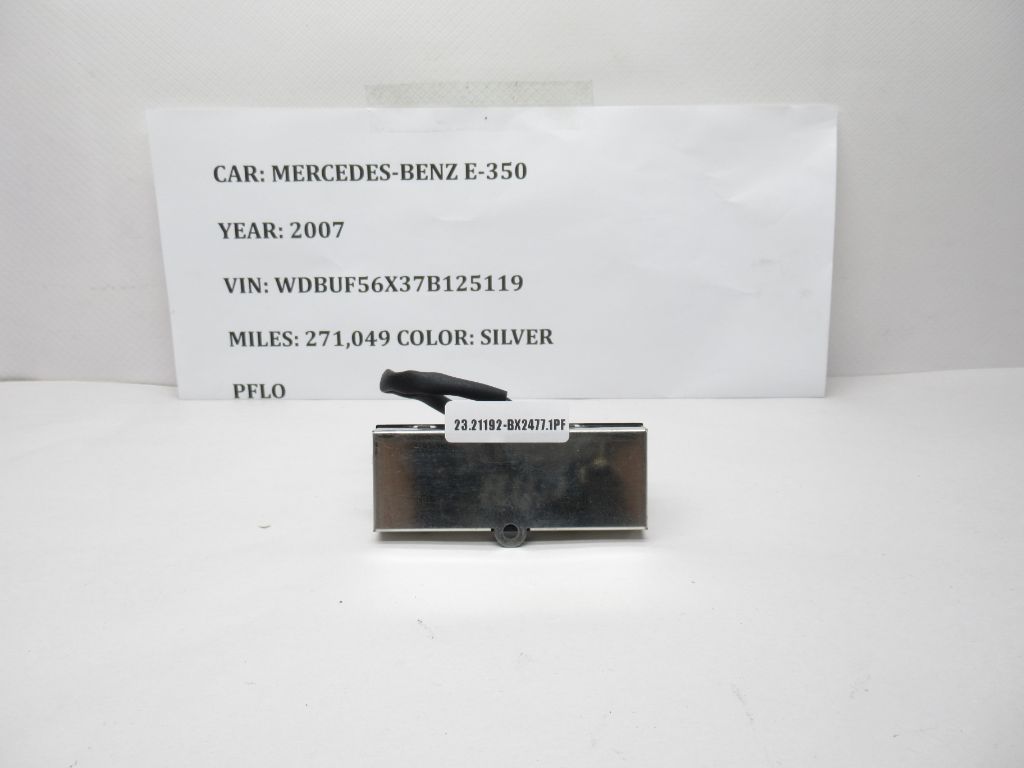 CAR: MERCEDES-BENZ E-350
YEAR: 2007
VIN: WDBUF56X37B125119
MILES: 271,049 COLOR: SILVER
PFLO
23.21192-BX2477.1PF